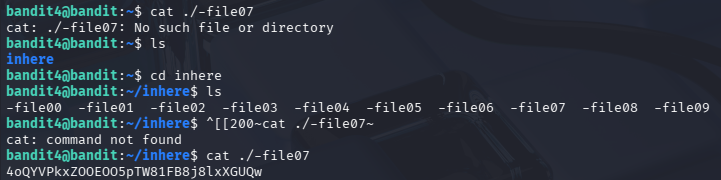 bandit4@bandit:~$ cat ./-file07
cat: ./-file07: No such file or directory
bandit4@bandit:~$ ls
inhere
bandit4@bandit:~$ cd inhere
bandit4@bandit:~/inhere$ ls
-file00  -file01  -file02  -file03  -file04  -file05  -file06  -file07  -file08  -file09
bandit4@bandit:~/inhere$ ^[[200~cat ./-file07~
cat: command not found
bandit4@bandit:~/inhere$ cat ./-file07
4oQYVPkxZOOEOO5pTW81FB8j8lxXGUQw